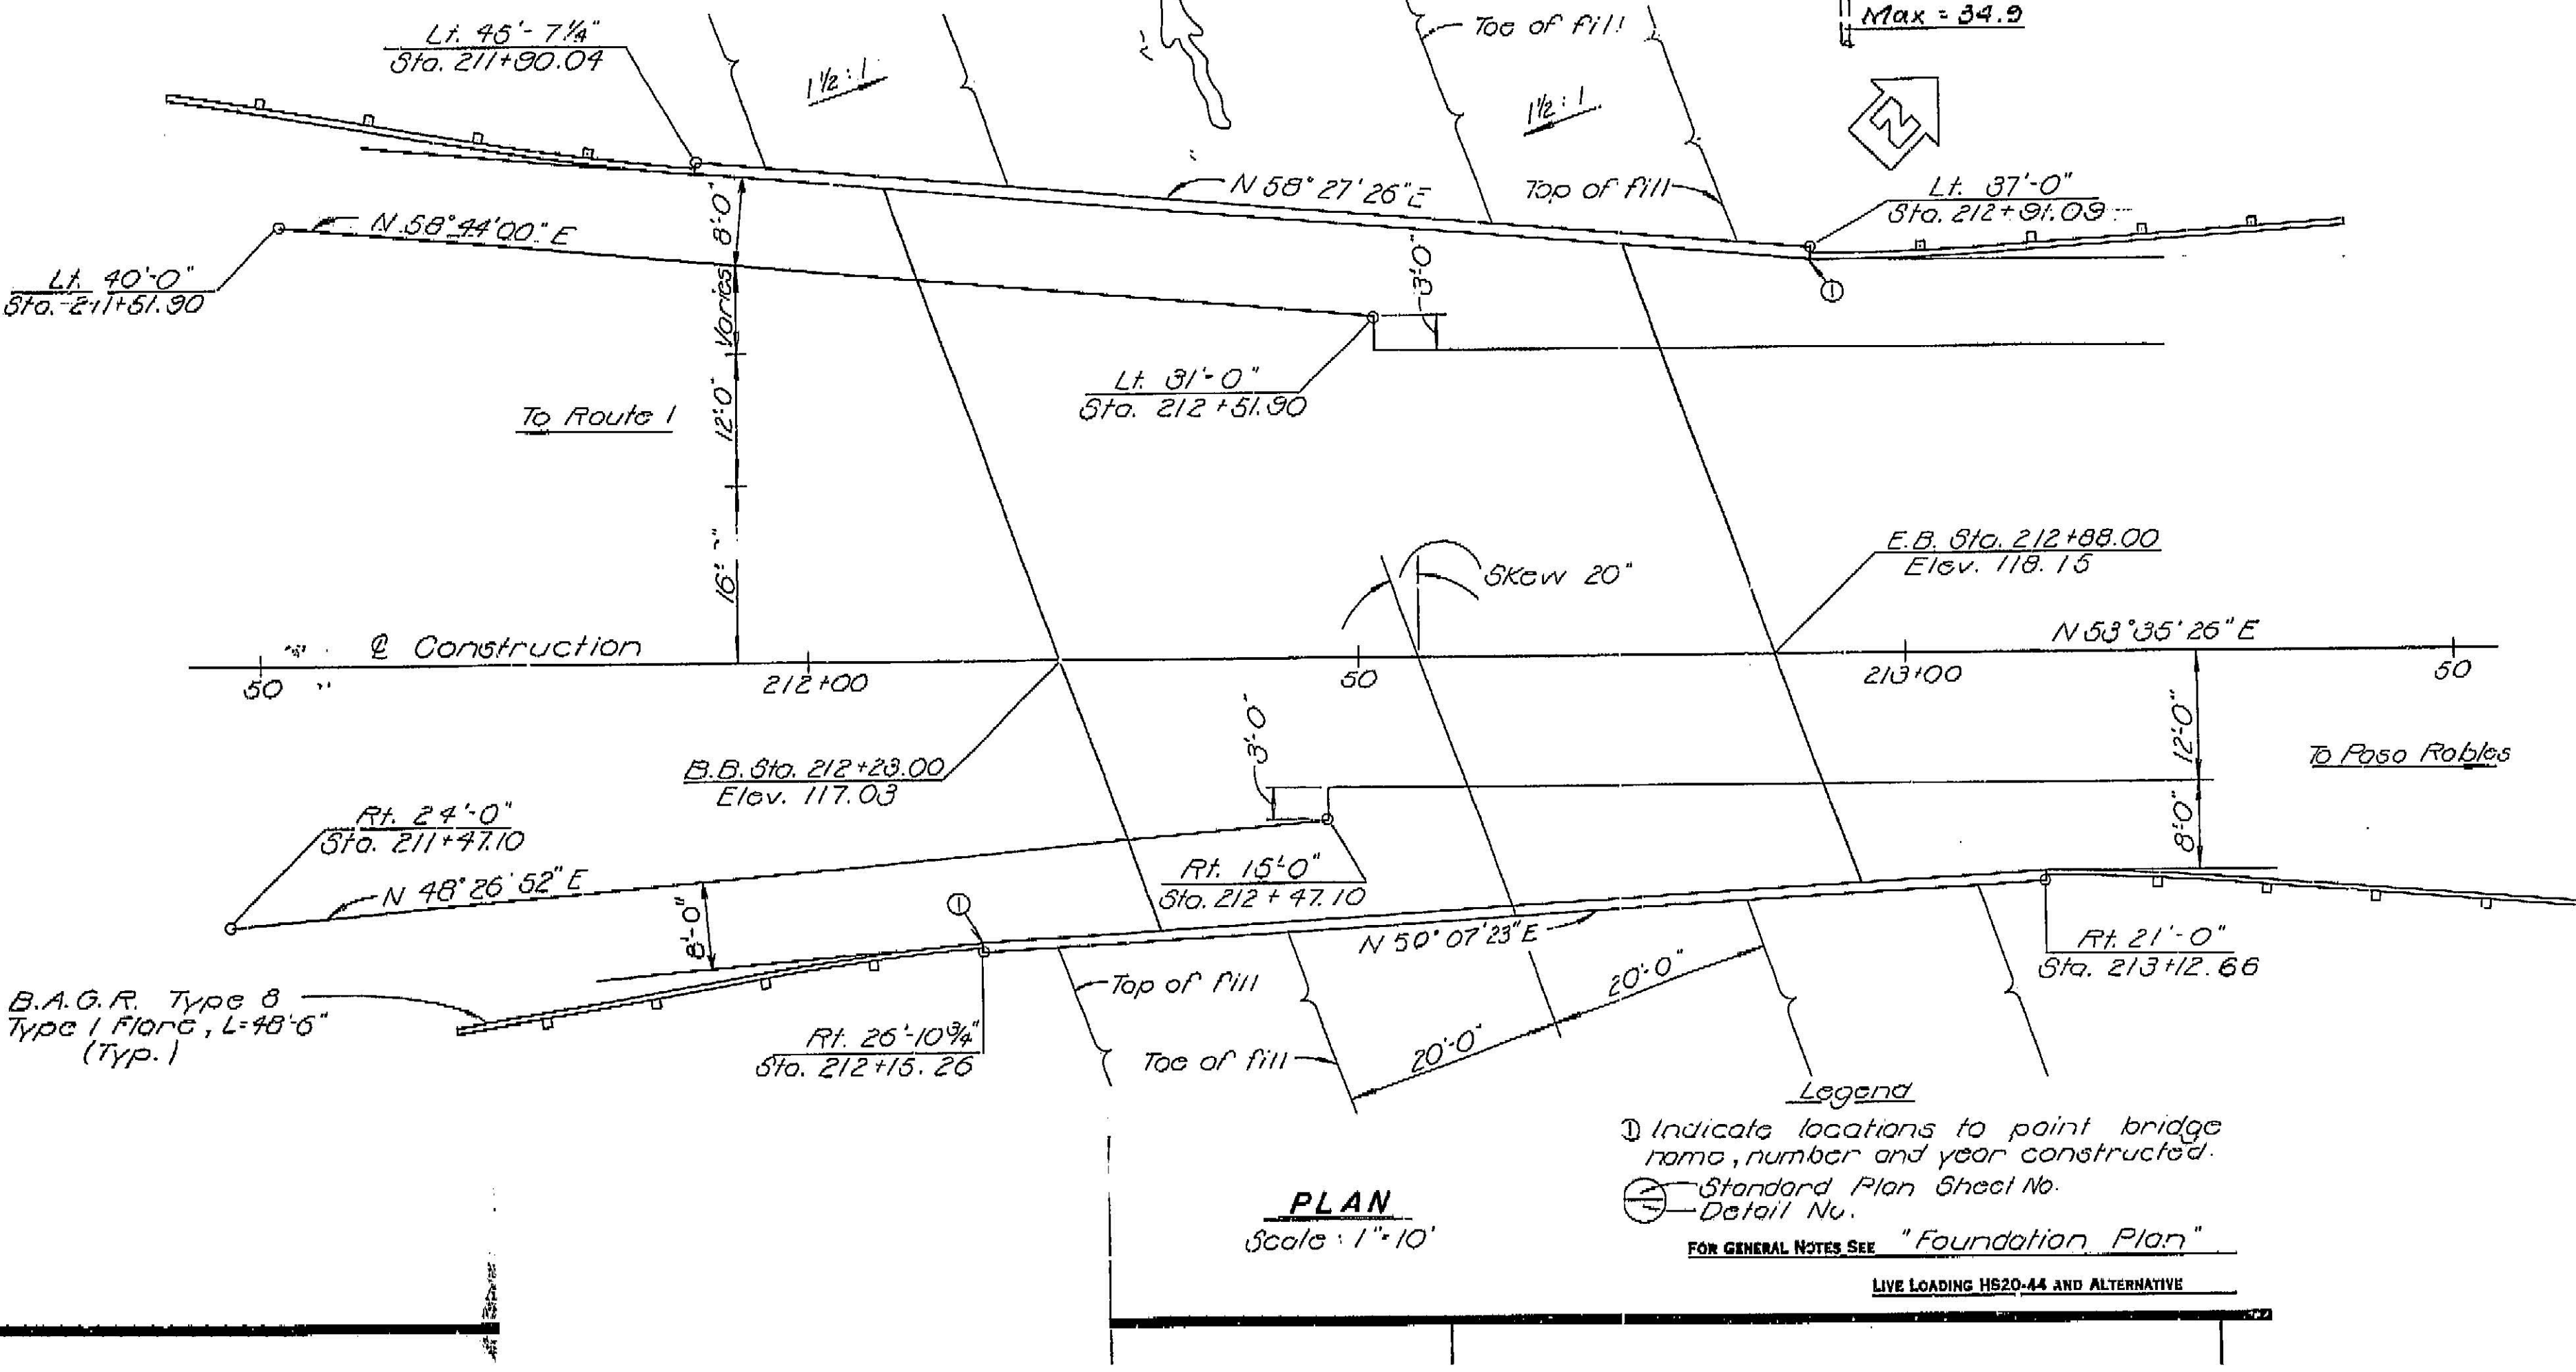 Lt. 45'-7¼"
Sta. 211+90.04
1½:1
Toe of fill
1½:1
Max = 34.9
N
N 58°27'26"E
Top of fill
Lt. 37'-0"
Sta. 212+91.09
N 58°44'00"E
8'-0"
3'-0"
①
Lt. 40'-0"
Sta. 211+51.90
Varies
Lt. 31'-0"
Sta. 212+51.90
To Route 1
12'-0"
E.B. Sta. 212+88.00
Elev. 118.15
Skew 20°
16'-
℄ Construction
N 53°35'26"E
50
212+00
50
213+00
50
3'-0"
12'-0"
B.B. Sta. 212+23.00
Elev. 117.03
To Paso Robles
Rt. 24'-0"
Sta. 211+47.10
8'-0"
Rt. 15'-0"
Sta. 212+47.10
N 48°26'52"E
①
8'-0"
N 50°07'23"E
Rt. 21'-0"
Sta. 213+12.66
Top of fill
20'-0"
B.A.G.R. Type 8
Type 1 Flare, L=48'-6"
(Typ.)
Rt. 26'-10¾"
Sta. 212+15.26
Toe of fill
20'-0"
Legend
① Indicate locations to paint bridge
name, number and year constructed.
Standard Plan Sheet No.
Detail No.
PLAN
Scale: 1"=10'
FOR GENERAL NOTES SEE "Foundation Plan"
LIVE LOADING HS20-44 AND ALTERNATIVE